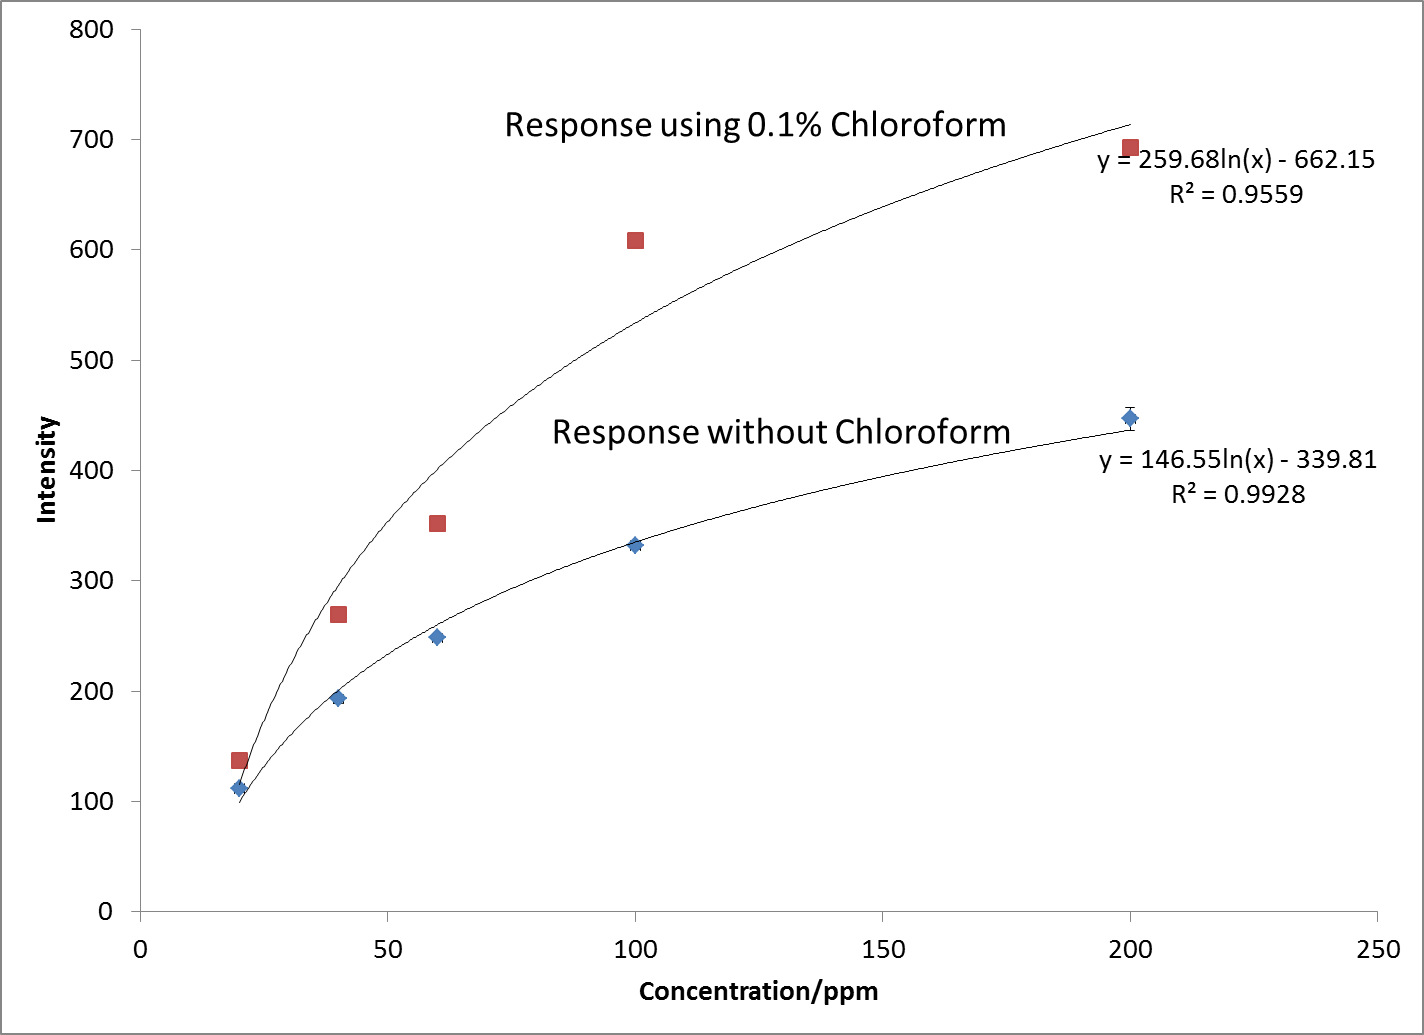 800
700
600
500
400
300
200
100
0
Intensity
Response using 0.1% Chloroform
y = 259.68ln(x) - 662.15
R² = 0.9559
Response without Chloroform
y = 146.55ln(x) - 339.81
R² = 0.9928
0 50 100 150 200 250
Concentration/ppm